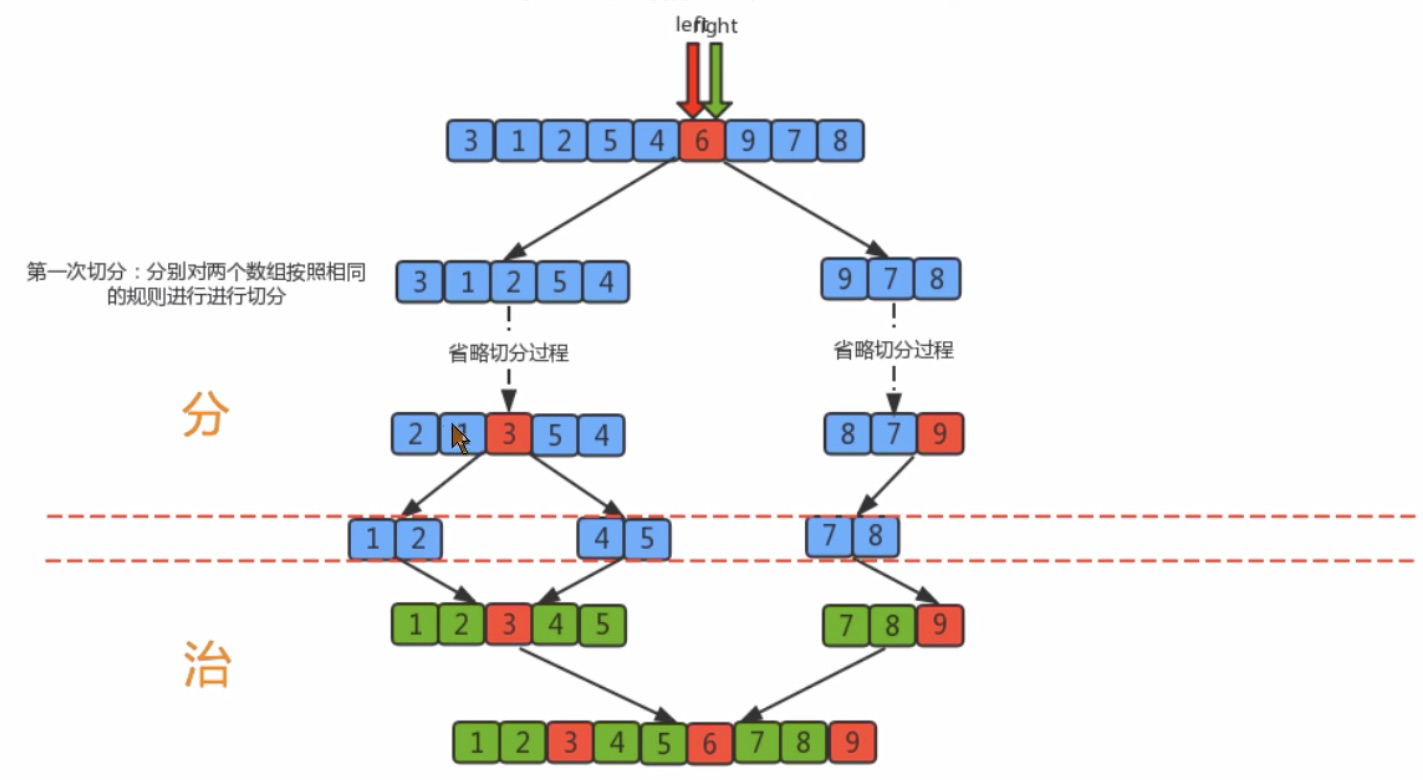 left
right
3 1 2 5 4 6 9 7 8
第一次切分：分别对两个数组按照相同
的规则进行进行切分
3 1 2 5 4
9 7 8
省略切分过程
省略切分过程
分
2 1 3 5 4
8 7 9
1 2
4 5
7 8
治
1 2 3 4 5
7 8 9
1 2 3 4 5 6 7 8 9